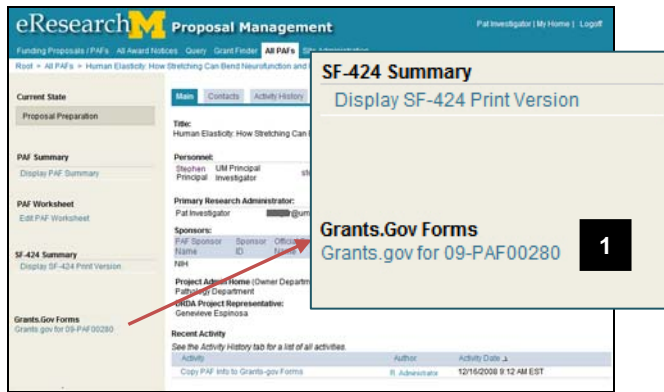 eResearchM Proposal Management
Pat Investigator | My Home | Logoff
Funding Proposals / PAFs All Award Notices Query Grant Finder All PAFs Site Administration
Root > All PAFs > Human Elasticity: How Stretching Can Bend Neurofunction and
Current State
Proposal Preparation
PAF Summary
Display PAF Summary
PAF Worksheet
Edit PAF Worksheet
SF-424 Summary
Display SF-424 Print Version
Grants.Gov Forms
Grants.gov for 09-PAF00280
Main Contacts Activity History
Title:
Human Elasticity: How Stretching Can
Personnel:
Stephen UM Principal
Principal Investigator
Primary Research Administrator:
Pat Investigator
Sponsors:
PAF Sponsor Sponsor
Name ID Name
NIH
Project Admin Home (Owner Departm
Pathology Department
DRDA Project Representative:
Genevieve Espinosa
Recent Activity
See the Activity History tab for a list of all activities.
Activity Author Activity Date
Copy PAF Info to Grants-gov Forms R. Administrator 12/16/2008 9:12 AM EST
SF-424 Summary
Display SF-424 Print Version
Grants.Gov Forms
Grants.gov for 09-PAF00280
1